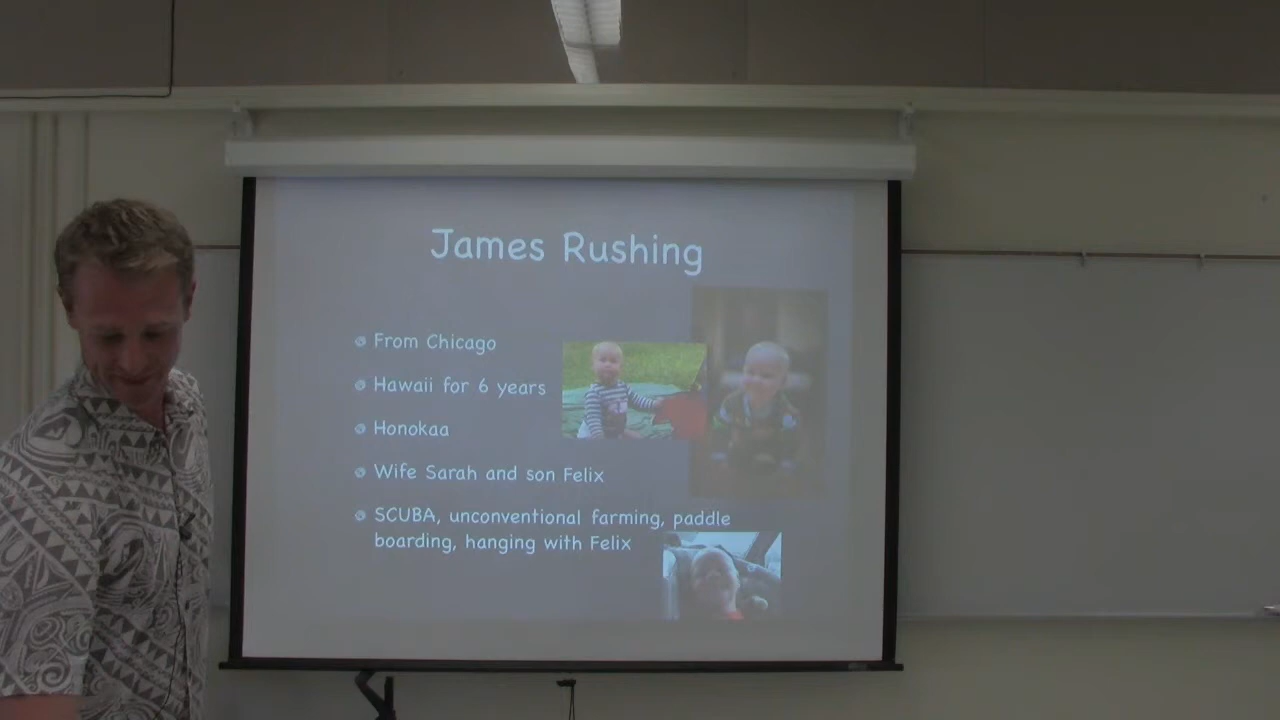 James Rushing
From Chicago
Hawaii for 6 years
Honokaa
Wife Sarah and son Felix
SCUBA, unconventional farming, paddle
boarding, hanging with Felix